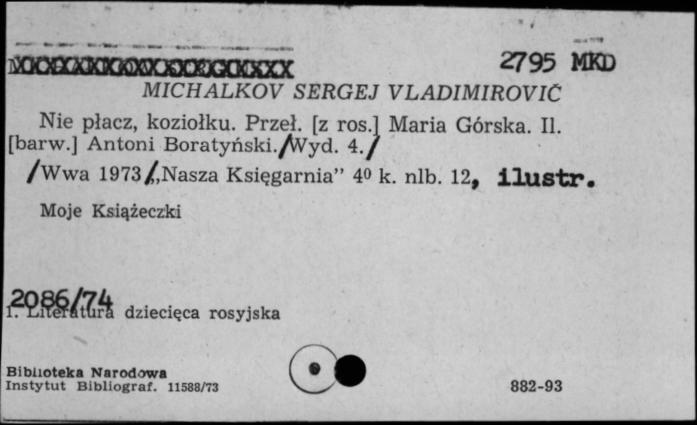 2795 MKD
MICHALKOV SERGEJ VLADIMIROVIČ
Nie płacz, koziołku. Przeł. [z ros.] Maria Górska. Il.
[barw.] Antoni Boratyński./Wyd. 4./
/Wwa 1973/„Nasza Księgarnia” 4⁰ k. nlb. 12, ilustr.
Moje Książeczki
2086/74
1. Literatura dziecięca rosyjska
Biblioteka Narodowa
Instytut Bibliograf. 11588/73
882-93